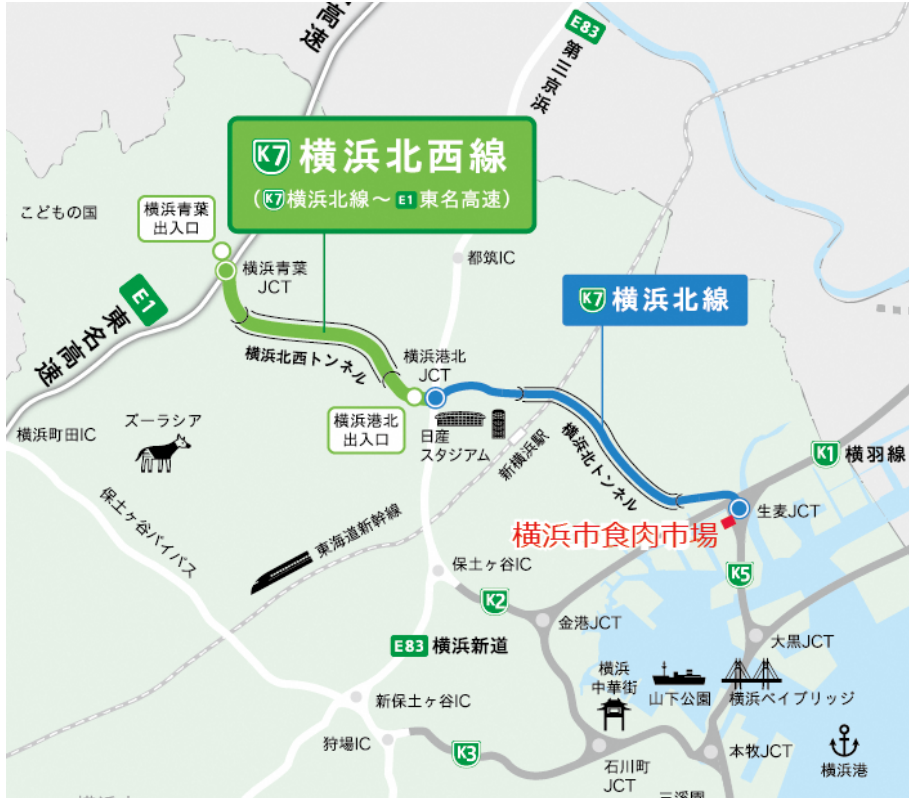 高速
E83
第三京浜
K7 横浜北西線
(K7横浜北線～E1東名高速)
こどもの国
横浜青葉
出入口
横浜青葉
JCT
都筑IC
E1
東名高速
K7 横浜北線
横浜北西トンネル
横浜港北
JCT
横浜港北
出入口
日産
スタジアム
新横浜駅
横浜北トンネル
横浜町田IC
ズーラシア
K1 横羽線
生麦JCT
横浜市食肉市場
保土ヶ谷バイパス
東海道新幹線
保土ヶ谷IC
K2
K5
金港JCT
大黒JCT
E83 横浜新道
横浜
中華街
山下公園
横浜ベイブリッジ
新保土ヶ谷IC
狩場IC
K3
石川町
JCT
本牧JCT
横浜港
三渓園